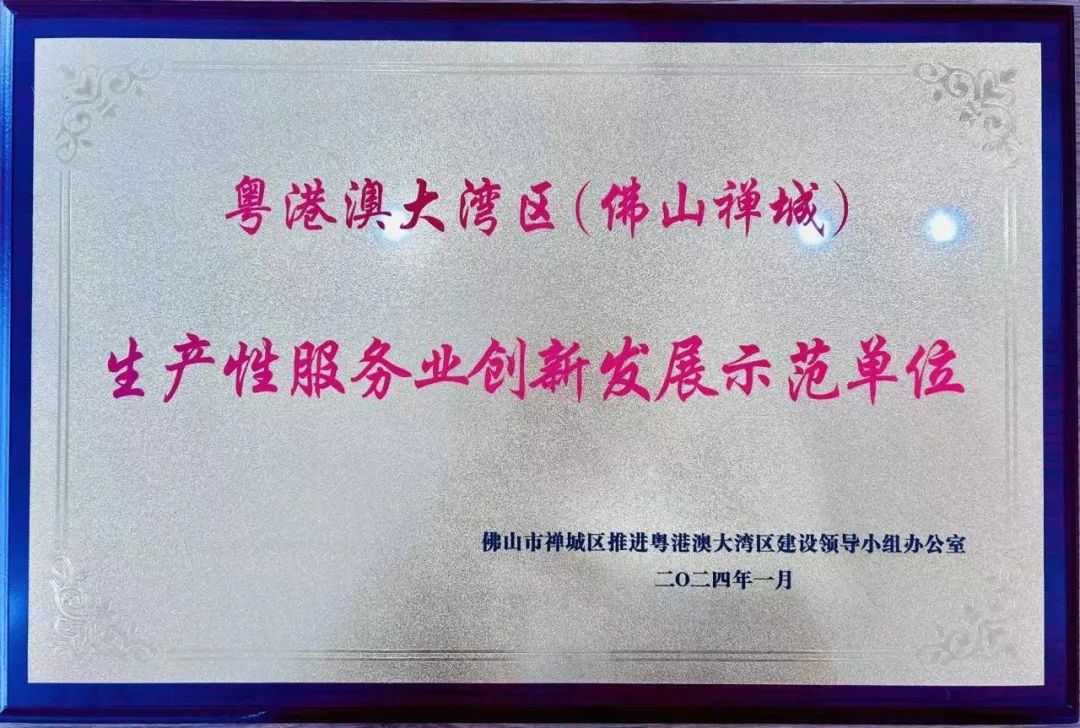 粤港澳大湾区(佛山禅城)
生产性服务业创新发展示范单位
佛山市禅城区推进粤港澳大湾区建设领导小组办公室
二〇二四年一月